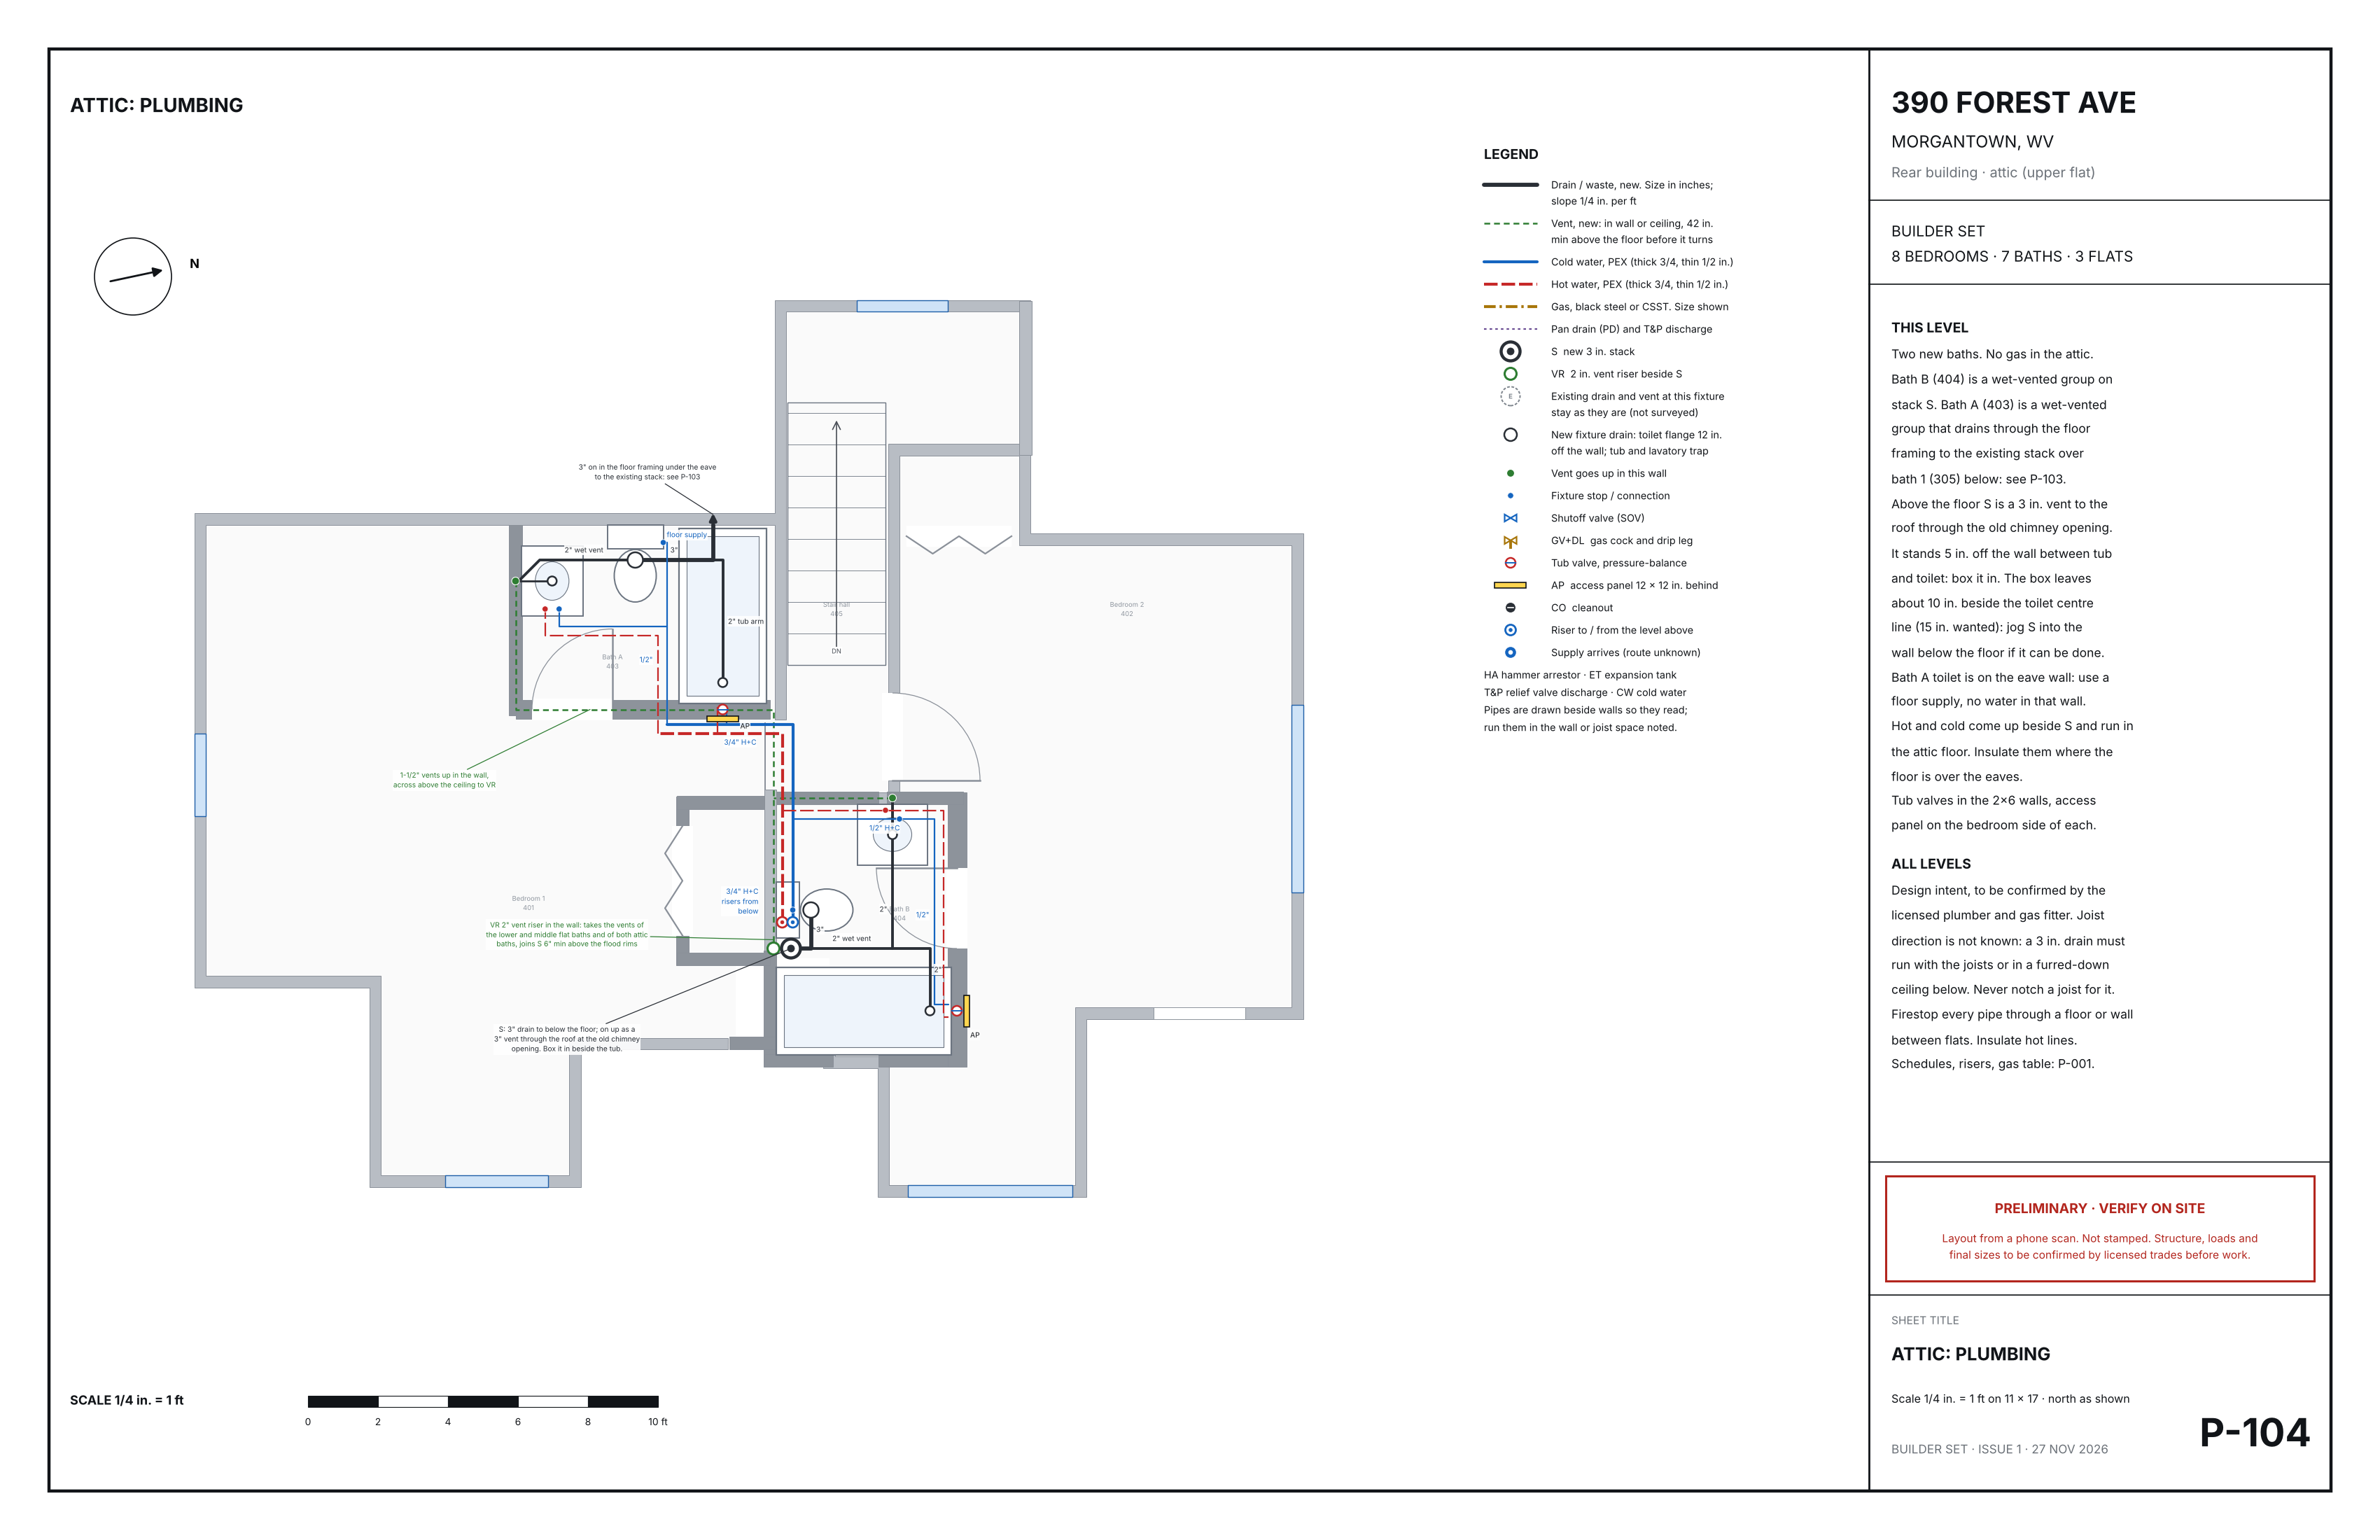 ATTIC: PLUMBING
N
3" on in the floor framing under the eave
to the existing stack: see P-103
floor supply
2" wet vent
3"
2" tub arm
Stair hall
405
DN
Bedroom 2
402
Bath A
403
1/2"
AP
3/4" H+C
1-1/2" vents up in the wall,
across above the ceiling to VR
1/2" H+C
3/4" H+C
risers from
below
Bedroom 1
401
2"
Bath B
404
1/2"
VR 2" vent riser in the wall: takes the vents of
the lower and middle flat baths and of both attic
baths, joins S 6" min above the flood rims
3"
2" wet vent
2"
S: 3" drain to below the floor; on up as a
3" vent through the roof at the old chimney
opening. Box it in beside the tub.
AP
SCALE 1/4 in. = 1 ft
0 2 4 6 8 10 ft
LEGEND
Drain / waste, new. Size in inches;
slope 1/4 in. per ft
Vent, new: in wall or ceiling, 42 in.
min above the floor before it turns
Cold water, PEX (thick 3/4, thin 1/2 in.)
Hot water, PEX (thick 3/4, thin 1/2 in.)
Gas, black steel or CSST. Size shown
Pan drain (PD) and T&P discharge
S new 3 in. stack
VR 2 in. vent riser beside S
E
Existing drain and vent at this fixture
stay as they are (not surveyed)
New fixture drain: toilet flange 12 in.
off the wall; tub and lavatory trap
Vent goes up in this wall
Fixture stop / connection
Shutoff valve (SOV)
GV+DL gas cock and drip leg
Tub valve, pressure-balance
AP access panel 12 × 12 in. behind
CO cleanout
Riser to / from the level above
Supply arrives (route unknown)
HA hammer arrestor · ET expansion tank
T&P relief valve discharge · CW cold water
Pipes are drawn beside walls so they read;
run them in the wall or joist space noted.
390 FOREST AVE
MORGANTOWN, WV
Rear building · attic (upper flat)
BUILDER SET
8 BEDROOMS · 7 BATHS · 3 FLATS
THIS LEVEL
Two new baths. No gas in the attic.
Bath B (404) is a wet-vented group on
stack S. Bath A (403) is a wet-vented
group that drains through the floor
framing to the existing stack over
bath 1 (305) below: see P-103.
Above the floor S is a 3 in. vent to the
roof through the old chimney opening.
It stands 5 in. off the wall between tub
and toilet: box it in. The box leaves
about 10 in. beside the toilet centre
line (15 in. wanted): jog S into the
wall below the floor if it can be done.
Bath A toilet is on the eave wall: use a
floor supply, no water in that wall.
Hot and cold come up beside S and run in
the attic floor. Insulate them where the
floor is over the eaves.
Tub valves in the 2×6 walls, access
panel on the bedroom side of each.
ALL LEVELS
Design intent, to be confirmed by the
licensed plumber and gas fitter. Joist
direction is not known: a 3 in. drain must
run with the joists or in a furred-down
ceiling below. Never notch a joist for it.
Firestop every pipe through a floor or wall
between flats. Insulate hot lines.
Schedules, risers, gas table: P-001.
PRELIMINARY · VERIFY ON SITE
Layout from a phone scan. Not stamped. Structure, loads and
final sizes to be confirmed by licensed trades before work.
SHEET TITLE
ATTIC: PLUMBING
Scale 1/4 in. = 1 ft on 11 × 17 · north as shown
P-104
BUILDER SET · ISSUE 1 · 27 NOV 2026